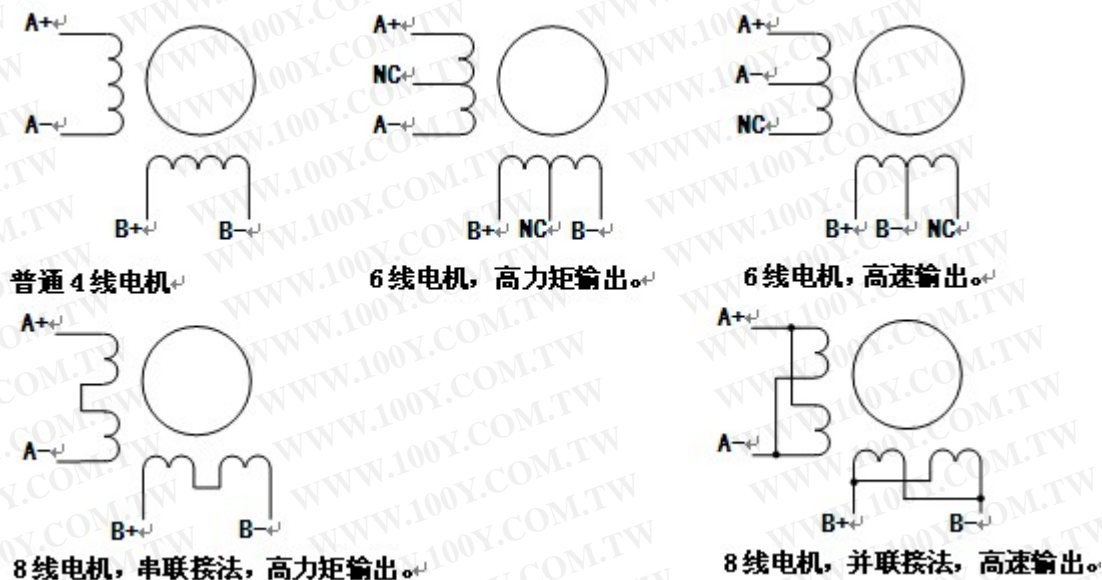 A+ A+ A+
NC A-
A- A- NC
B+ B- B+ NC B- B+ B- NC
普通4线电机 6线电机，高力矩输出。 6线电机，高速输出。
A+ A+
A- A-
B+ B- B+ B-
8线电机，串联接法，高力矩输出。 8线电机，并联接法，高速输出。
WWW.100Y.COM.TW